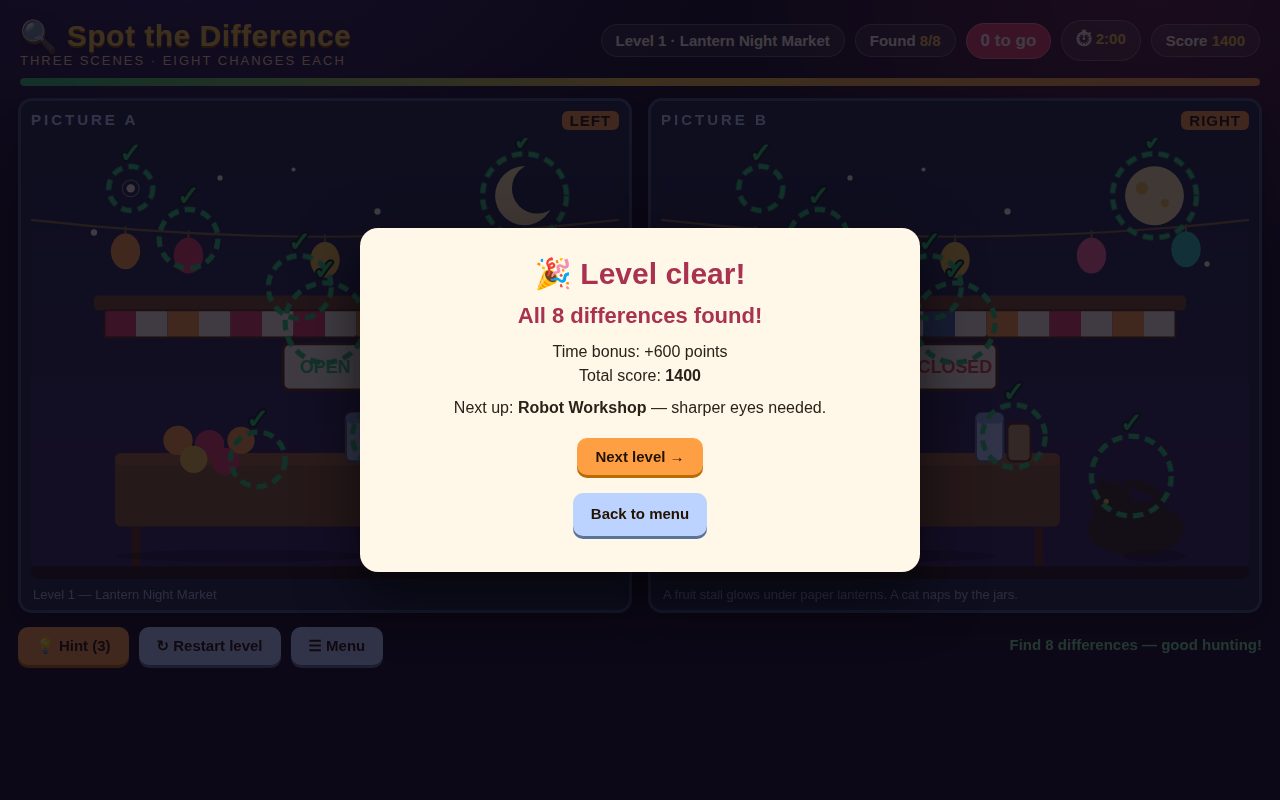 Spot the Difference
THREE SCENES · EIGHT CHANGES EACH
Level 1 · Lantern Night Market
Found 8/8
0 to go
2:00
Score 1400
PICTURE A
LEFT
PICTURE B
RIGHT
OPEN
CLOSED
Level clear!
All 8 differences found!
Time bonus: +600 points
Total score: 1400
Next up: Robot Workshop — sharper eyes needed.
Next level →
Back to menu
Level 1 — Lantern Night Market
A fruit stall glows under paper lanterns. A cat naps by the jars.
Hint (3)
↻ Restart level
☰ Menu
Find 8 differences — good hunting!